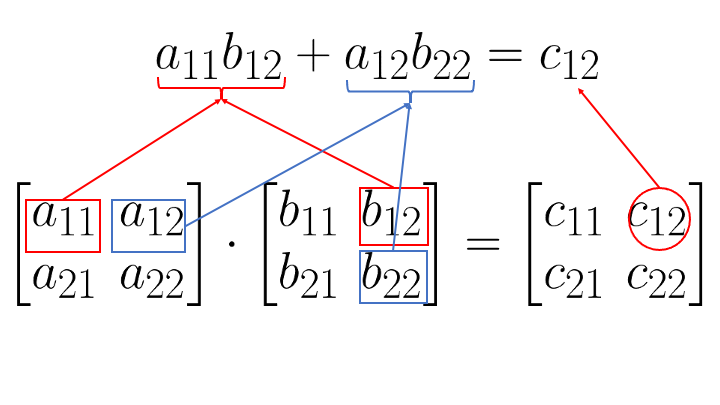 a₁₁b₁₂ + a₁₂b₂₂ = c₁₂
[a₁₁ a₁₂] · [b₁₁ b₁₂] = [c₁₁ c₁₂]
[a₂₁ a₂₂] [b₂₁ b₂₂] [c₂₁ c₂₂]